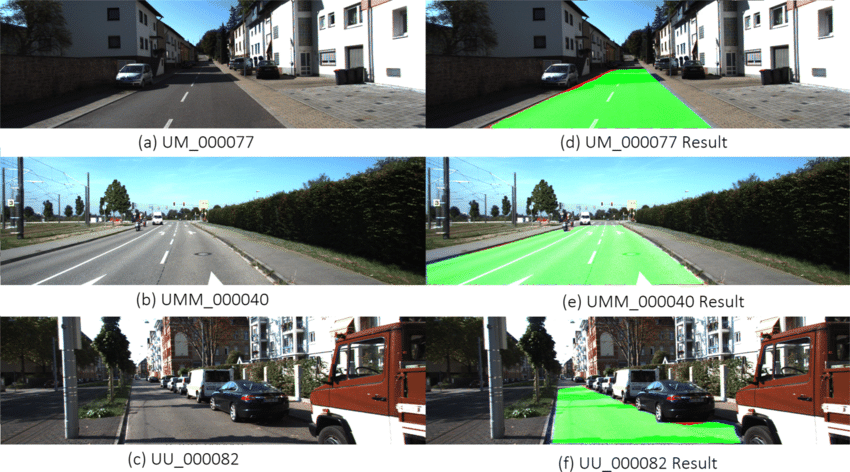 (a) UM_000077
(d) UM_000077 Result
(b) UMM_000040
(e) UMM_000040 Result
(c) UU_000082
(f) UU_000082 Result